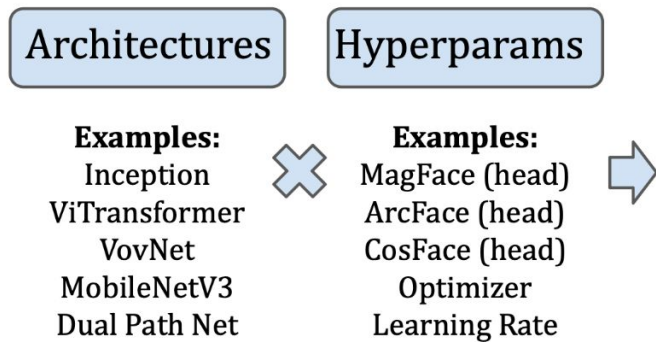 Architectures
Hyperparams
Examples:
Inception
ViTransformer
VovNet
MobileNetV3
Dual Path Net
Examples:
MagFace (head)
ArcFace (head)
CosFace (head)
Optimizer
Learning Rate